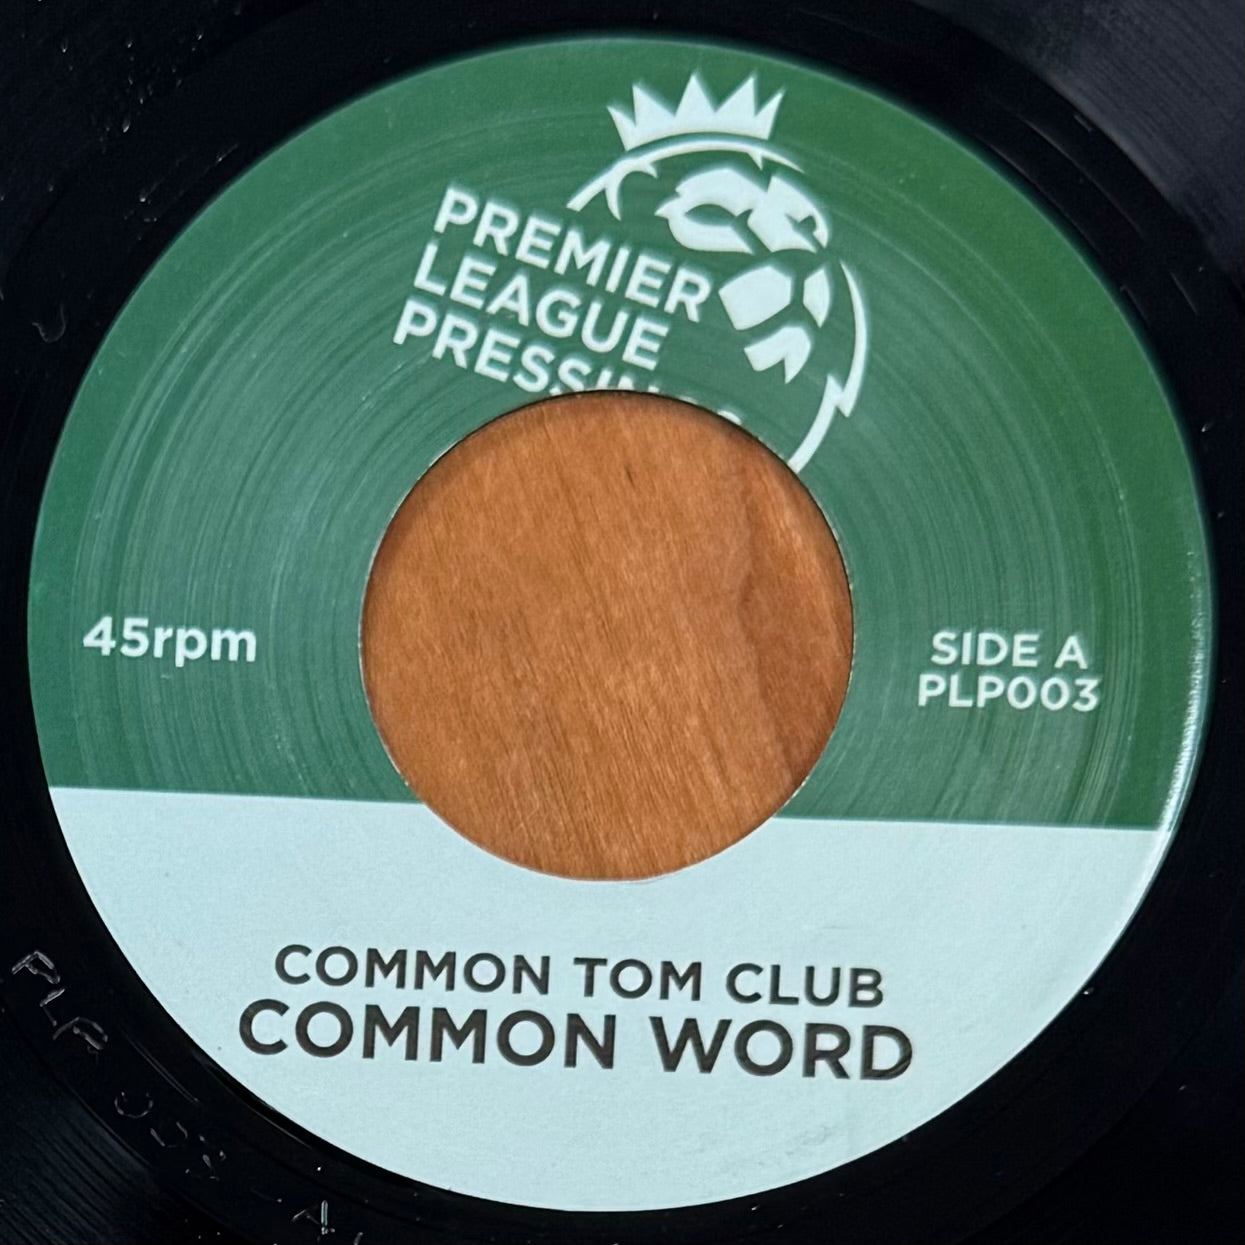 PREMIER
LEAGUE
45rpm
SIDE A
PLP003
COMMON TOM CLUB
COMMON WORD